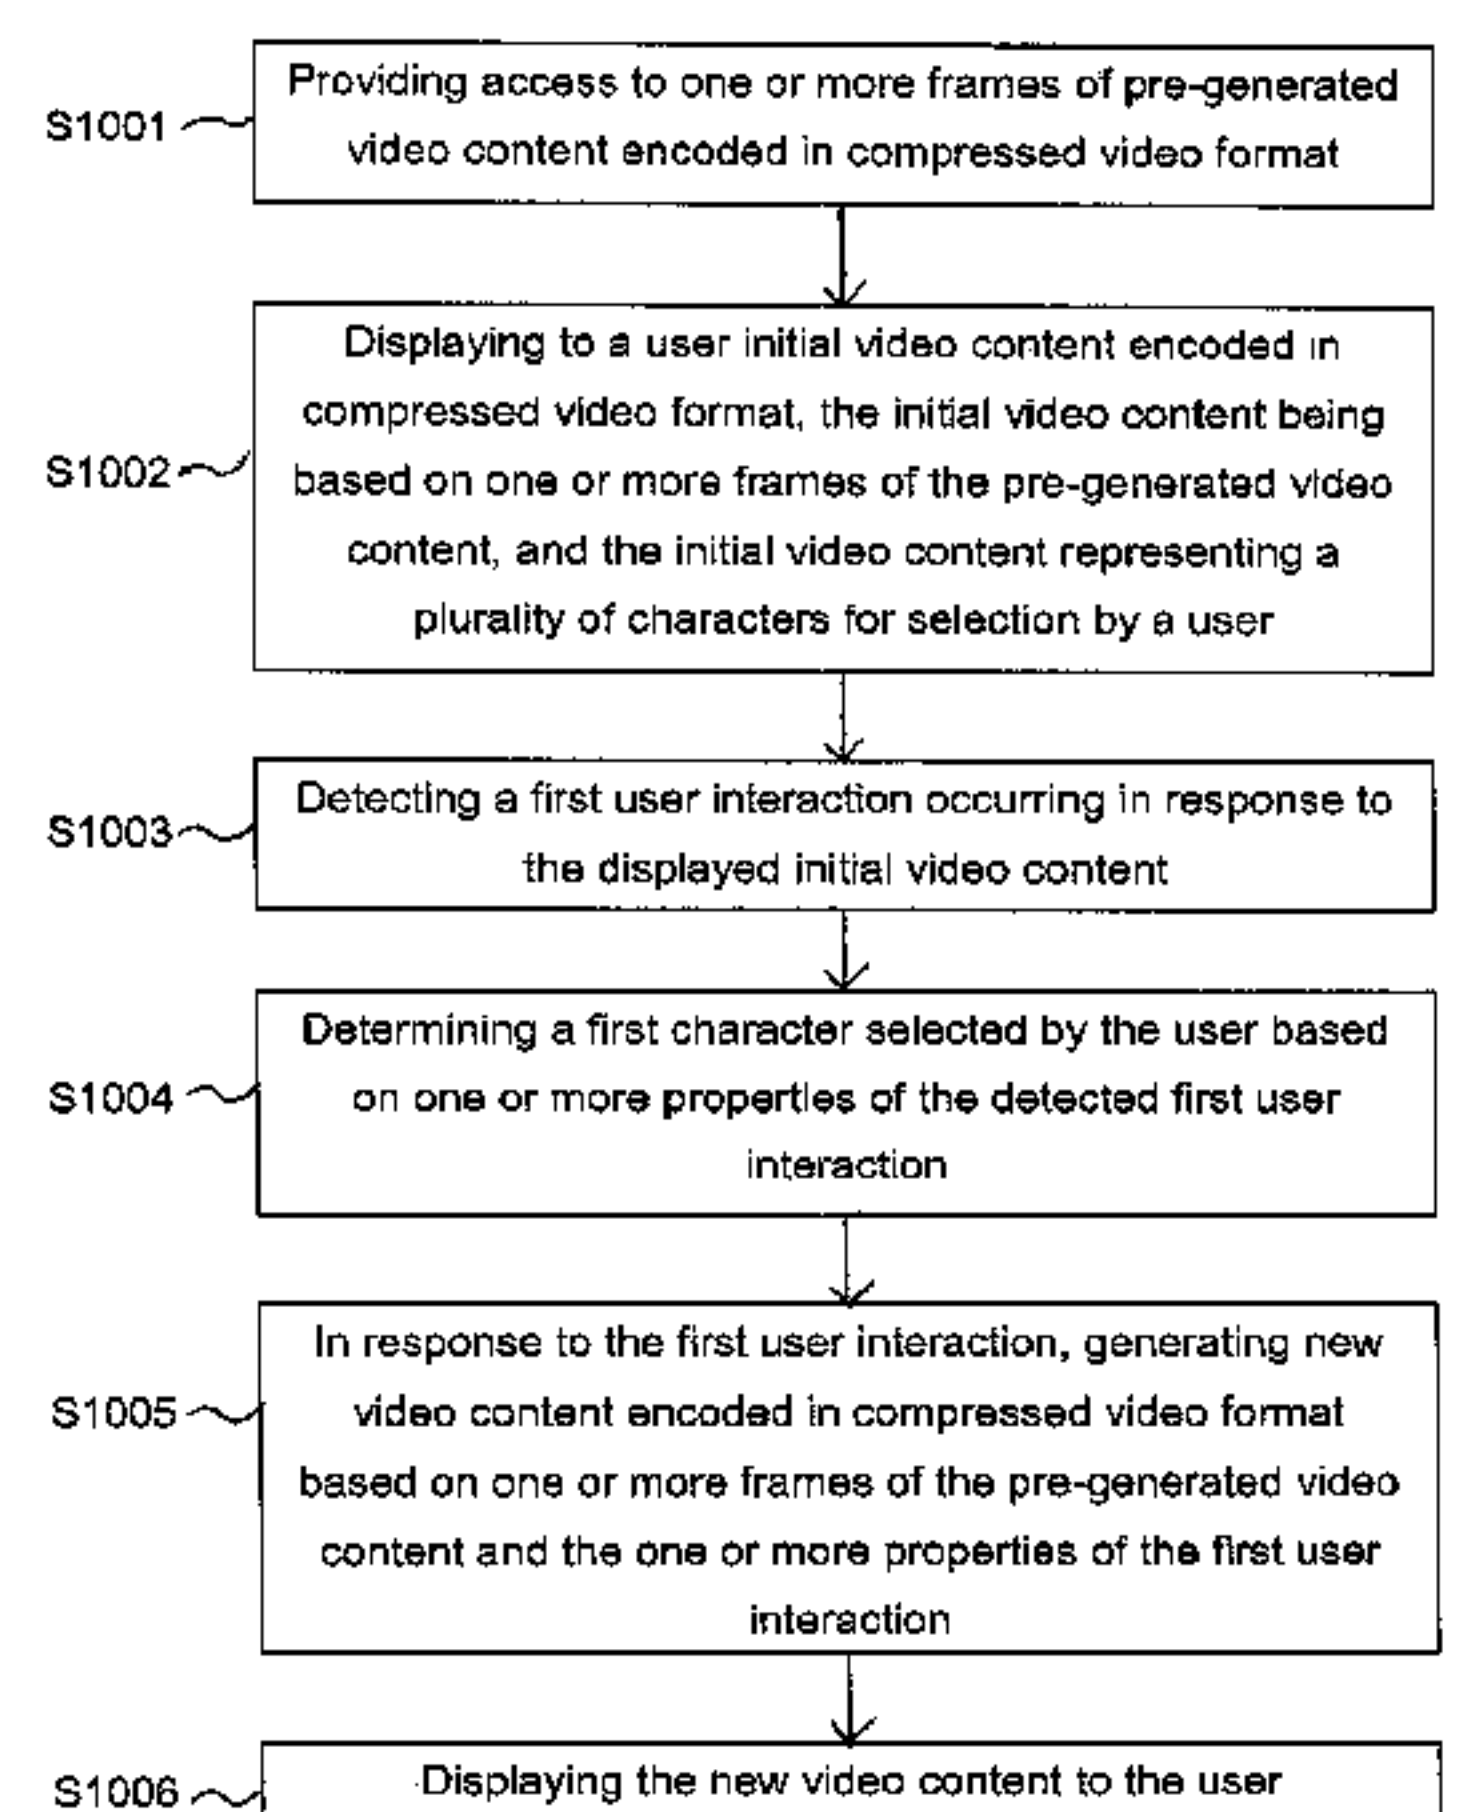 Providing access to one or more frames of pre-generated
S1001
video content encoded in compressed video format
Displaying to a user initial video content encoded in
compressed video format, the initial video content being
S1002
based on one or more frames of the pre-generated video
content, and the initial video content representing a
plurality of characters for selection by a user
Detecting a first user interaction occurring in response to
S1003
the displayed initial video content
Determining a first character selected by the user based
S1004
on one or more properties of the detected first user
interaction
In response to the first user interaction, generating new
S1005
video content encoded in compressed video format
based on one or more frames of the pre-generated video
content and the one or more properties of the first user
interaction
S1006
Displaying the new video content to the user